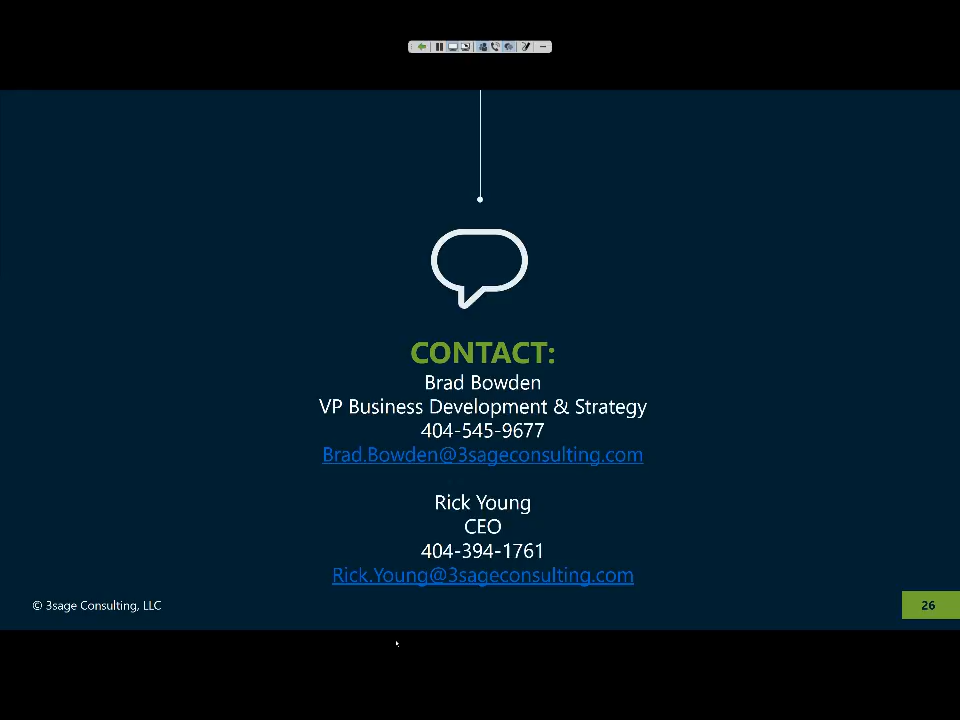 CONTACT:
Brad Bowden
VP Business Development & Strategy
404-545-9677
Brad.Bowden@3sageconsulting.com
Rick Young
CEO
404-394-1761
Rick.Young@3sageconsulting.com
© 3sage Consulting, LLC
26